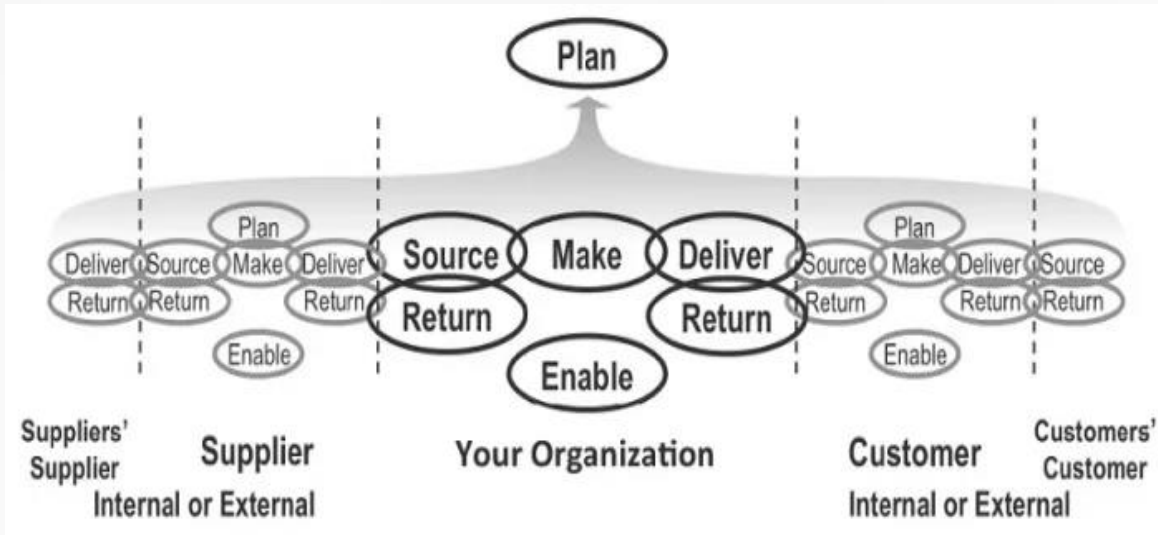 Plan
Plan
Plan
Deliver Source Make Deliver Source Make Deliver Source Make Deliver Source
Return Return Return Return Return Return Return Return
Enable Enable Enable
Suppliers' Supplier Your Organization Customer Customers'
Supplier Customer
Internal or External Internal or External